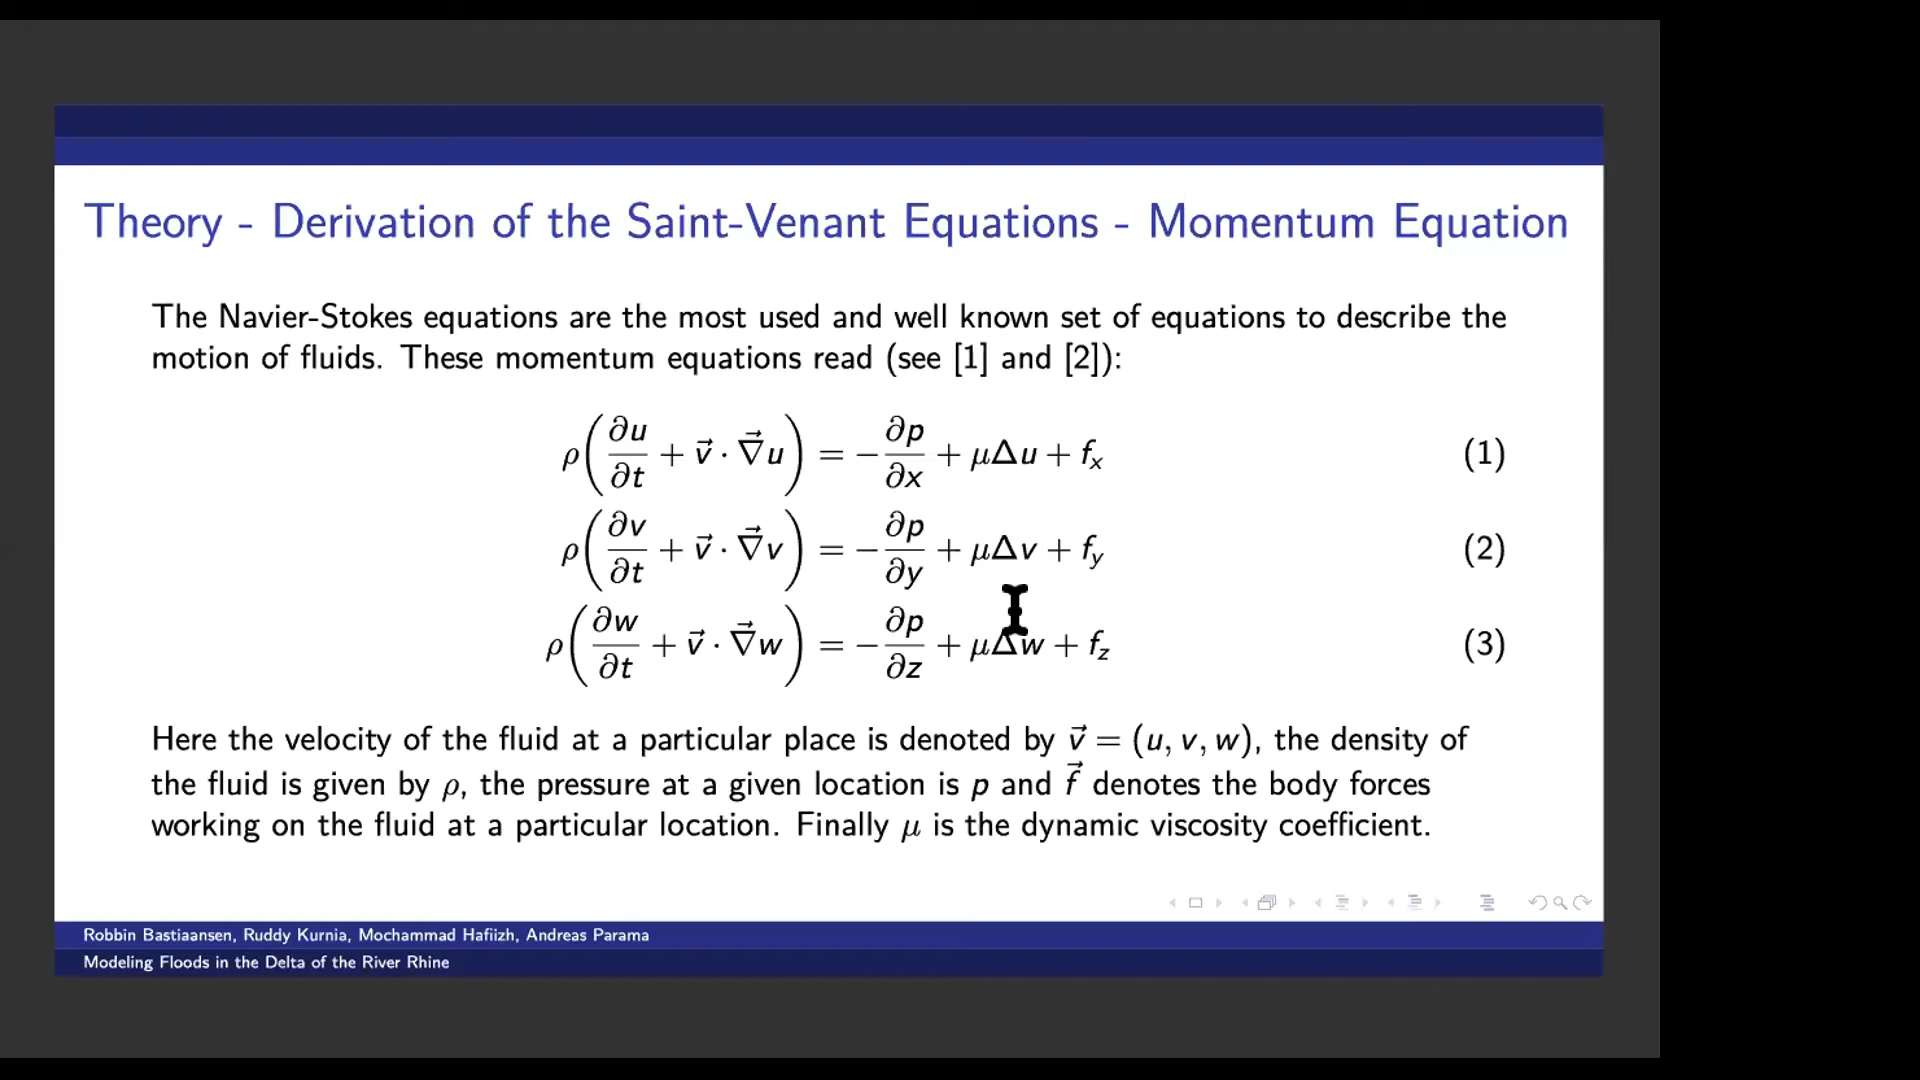 Theory - Derivation of the Saint-Venant Equations - Momentum Equation
The Navier-Stokes equations are the most used and well known set of equations to describe the
motion of fluids. These momentum equations read (see [1] and [2]):
ρ(∂u/∂t + v⃗ · ∇⃗u) = −∂p/∂x + μΔu + fₓ (1)
ρ(∂v/∂t + v⃗ · ∇⃗v) = −∂p/∂y + μΔv + f_y (2)
ρ(∂w/∂t + v⃗ · ∇⃗w) = −∂p/∂z + μΔw + f_z (3)
Here the velocity of the fluid at a particular place is denoted by v⃗ = (u, v, w), the density of
the fluid is given by ρ, the pressure at a given location is p and f⃗ denotes the body forces
working on the fluid at a particular location. Finally μ is the dynamic viscosity coefficient.
Robbin Bastiaansen, Ruddy Kurnia, Mochammad Hafiizh, Andreas Parama
Modeling Floods in the Delta of the River Rhine